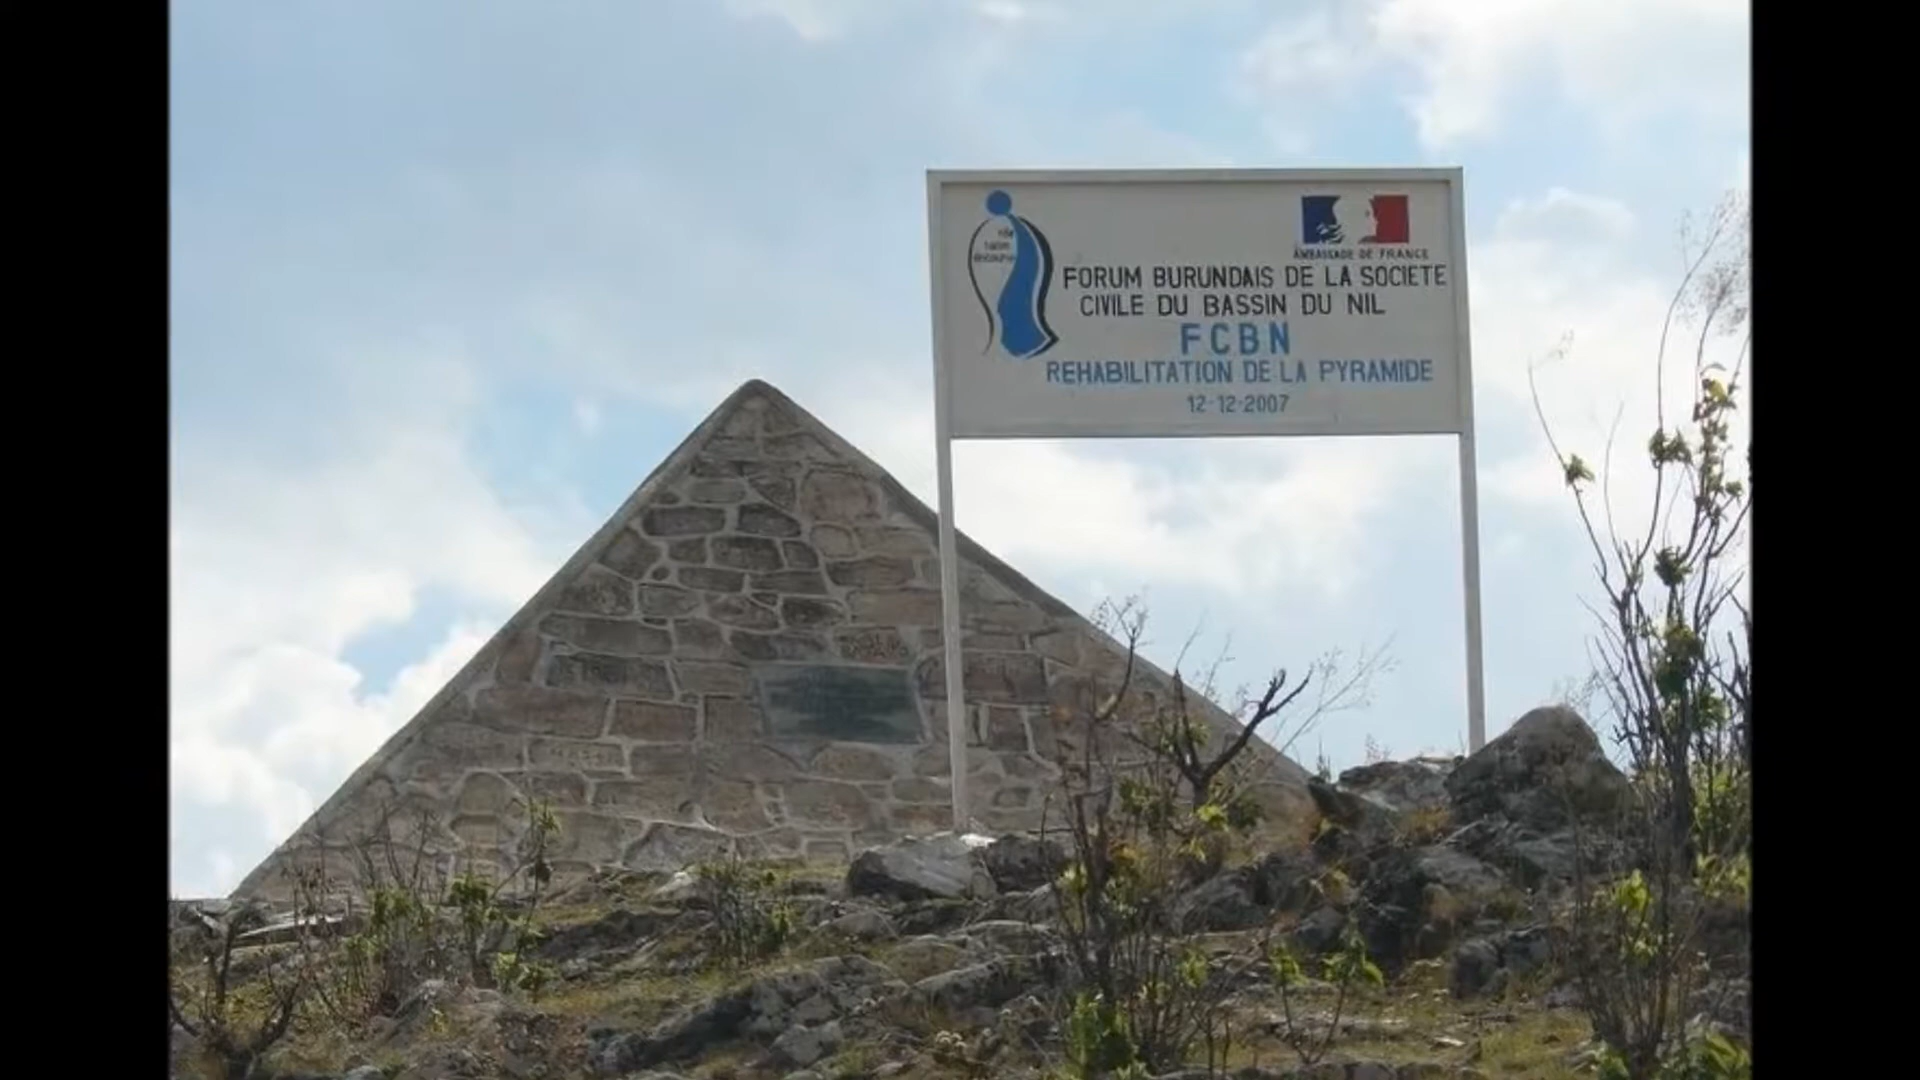 AMBASSADE DE FRANCE
FORUM BURUNDAIS DE LA SOCIETE
CIVILE DU BASSIN DU NIL
FCBN
REHABILITATION DE LA PYRAMIDE
12-12-2007